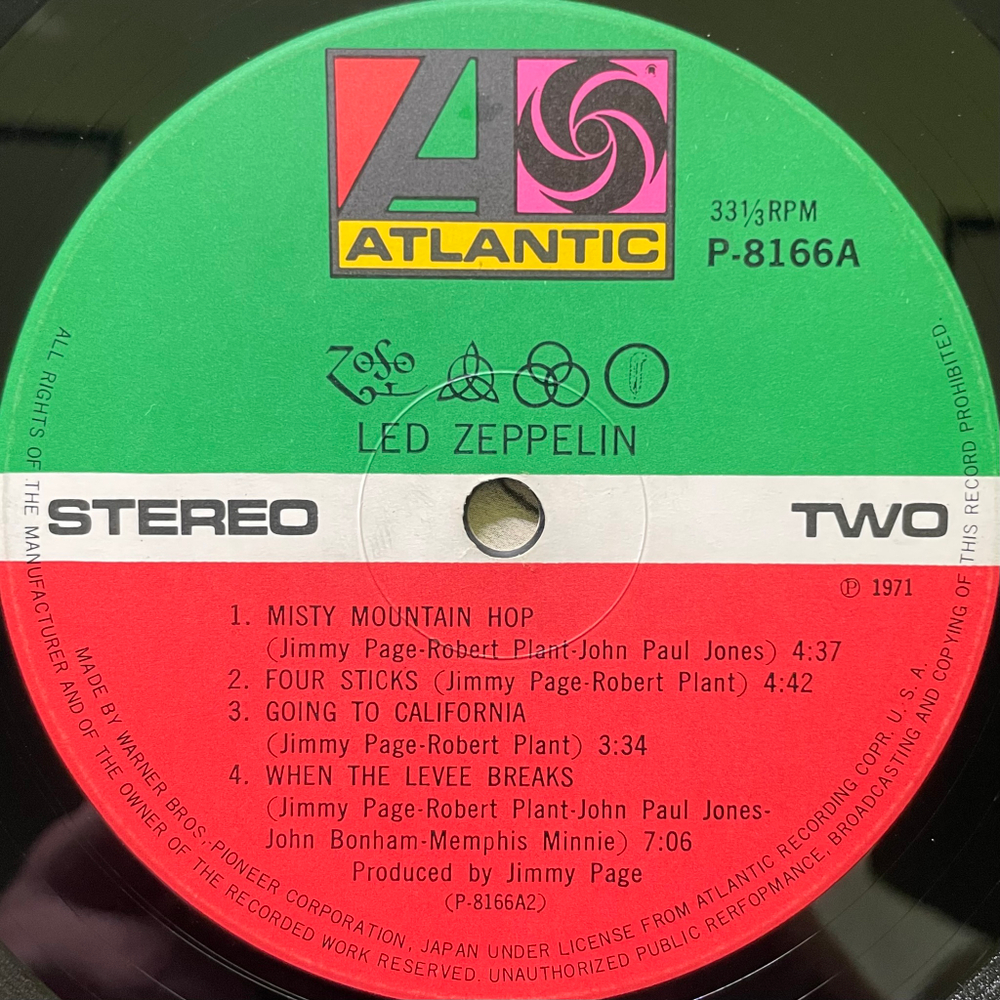 ®
ATLANTIC
33⅓RPM
P-8166A
LED ZEPPELIN
STEREO
TWO
Ⓟ 1971
1. MISTY MOUNTAIN HOP
(Jimmy Page-Robert Plant-John Paul Jones) 4:37
2. FOUR STICKS (Jimmy Page-Robert Plant) 4:42
3. GOING TO CALIFORNIA
(Jimmy Page-Robert Plant) 3:34
4. WHEN THE LEVEE BREAKS
(Jimmy Page-Robert Plant-John Paul Jones-
John Bonham-Memphis Minnie) 7:06
Produced by Jimmy Page
(P-8166A2)
MADE BY WARNER BROS., PIONEER CORPORATION, JAPAN UNDER LICENSE FROM ATLANTIC RECORDING COPR. U. S. A.
ALL RIGHTS OF THE MANUFACTURER AND OF THE OWNER OF THE RECORDED WORK RESERVED. UNAUTHORIZED PUBLIC RERFOPMANCE, BROADCASTING AND COPYING OF THIS RECORD PROHIBITED.